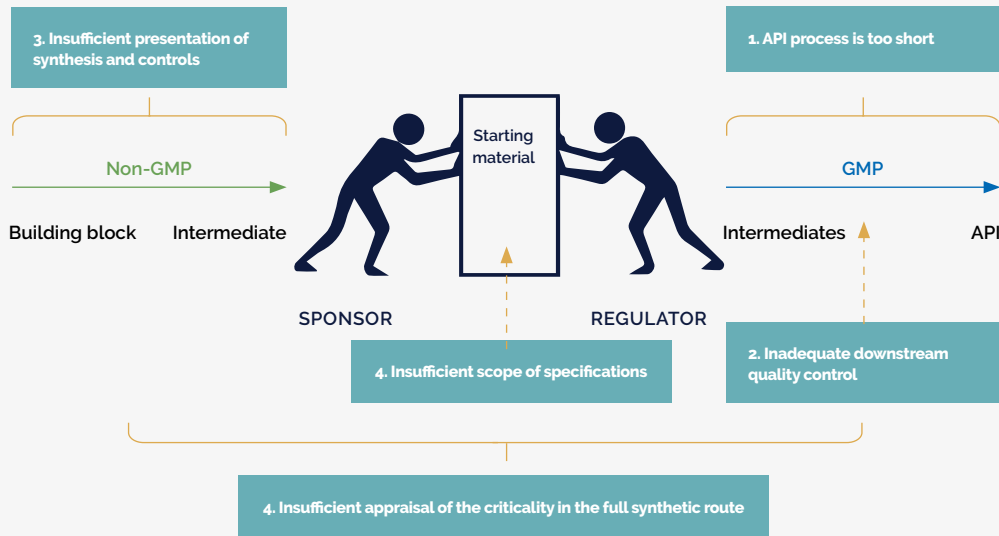 3. Insufficient presentation of
synthesis and controls
1. API process is too short
Starting
material
Non-GMP
GMP
Building block
Intermediate
Intermediates
API
SPONSOR
REGULATOR
4. Insufficient scope of specifications
2. Inadequate downstream
quality control
4. Insufficient appraisal of the criticality in the full synthetic route